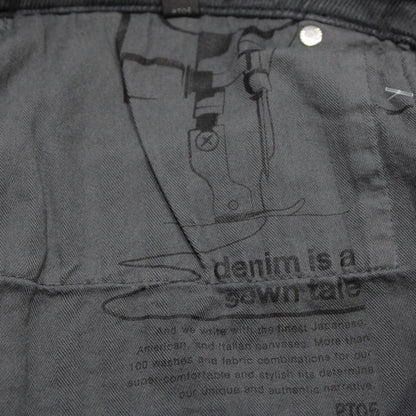 denim is a
sewn tale
And we write with the finest Japanese,
American, and Italian canvases. More than
100 washes and fabric combinations for our
super comfortable and stylish fits determine
our unique and authentic narrative.
PT05